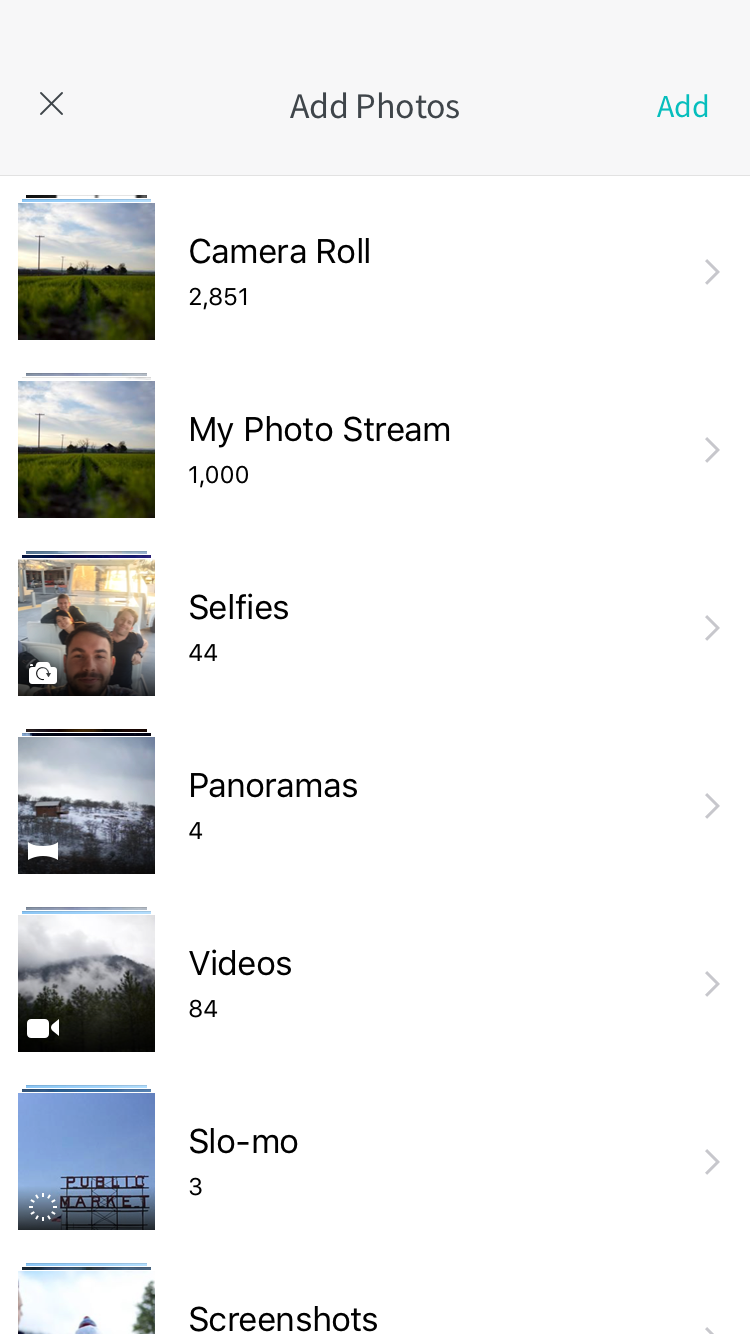 Add Photos
Add
Camera Roll
2,851
My Photo Stream
1,000
Selfies
44
Panoramas
4
Videos
84
Slo-mo
3
PUBLIC
MARKET
Screenshots